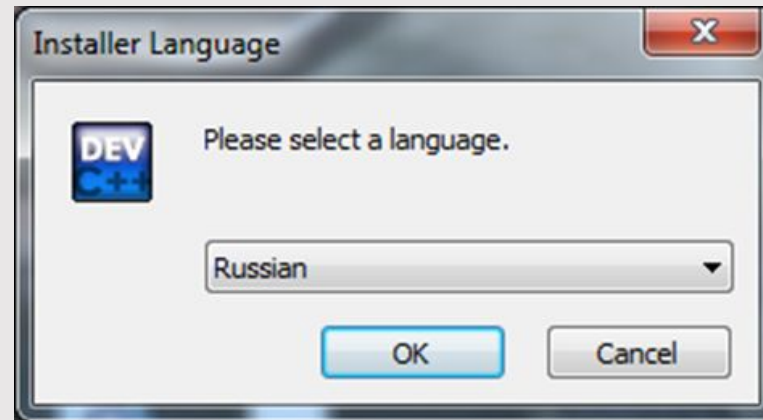 Installer Language
DEV
C++
Please select a language.
Russian
OK
Cancel